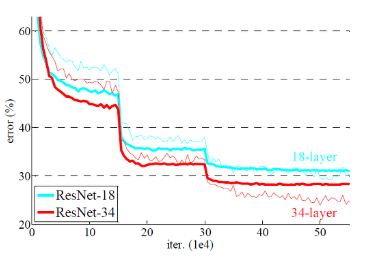 60
50
40
30
20
error (%)
18-layer
34-layer
ResNet-18
ResNet-34
0
10
20
30
40
50
iter. (1e4)